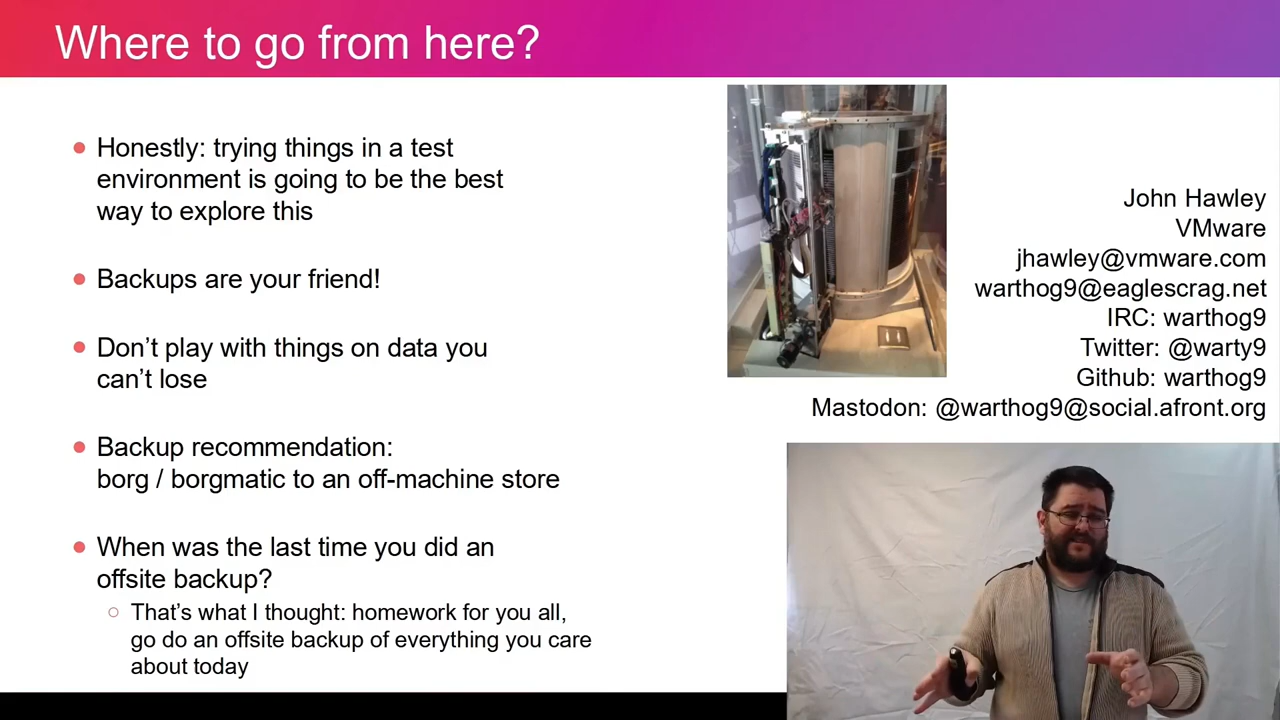 Where to go from here?
Honestly: trying things in a test
environment is going to be the best
way to explore this
Backups are your friend!
Don’t play with things on data you
can’t lose
Backup recommendation:
borg / borgmatic to an off-machine store
When was the last time you did an
offsite backup?
That’s what I thought: homework for you all,
go do an offsite backup of everything you care
about today
John Hawley
VMware
jhawley@vmware.com
warthog9@eaglescrag.net
IRC: warthog9
Twitter: @warty9
Github: warthog9
Mastodon: @warthog9@social.afront.org